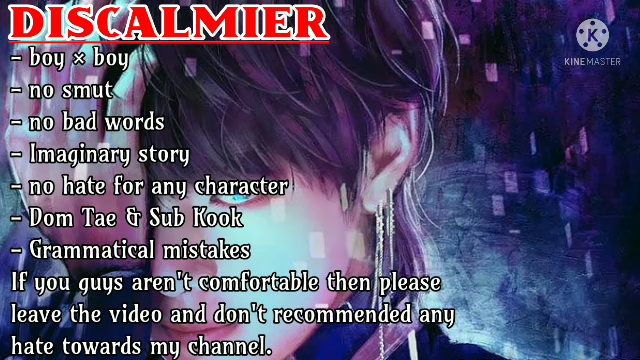 DISCALMIER
K
KINEMASTER
- boy × boy
- no smut
- no bad words
- Imaginary story
- no hate for any character
- Dom Tae & Sub Kook
- Grammatical mistakes
If you guys aren't comfortable then please
leave the video and don't recommended any
hate towards my channel.